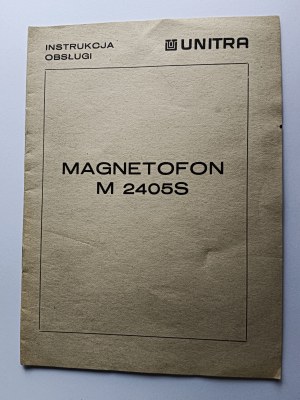 INSTRUKCJA
OBSŁUGI
UNITRA
MAGNETOFON
M 2405S